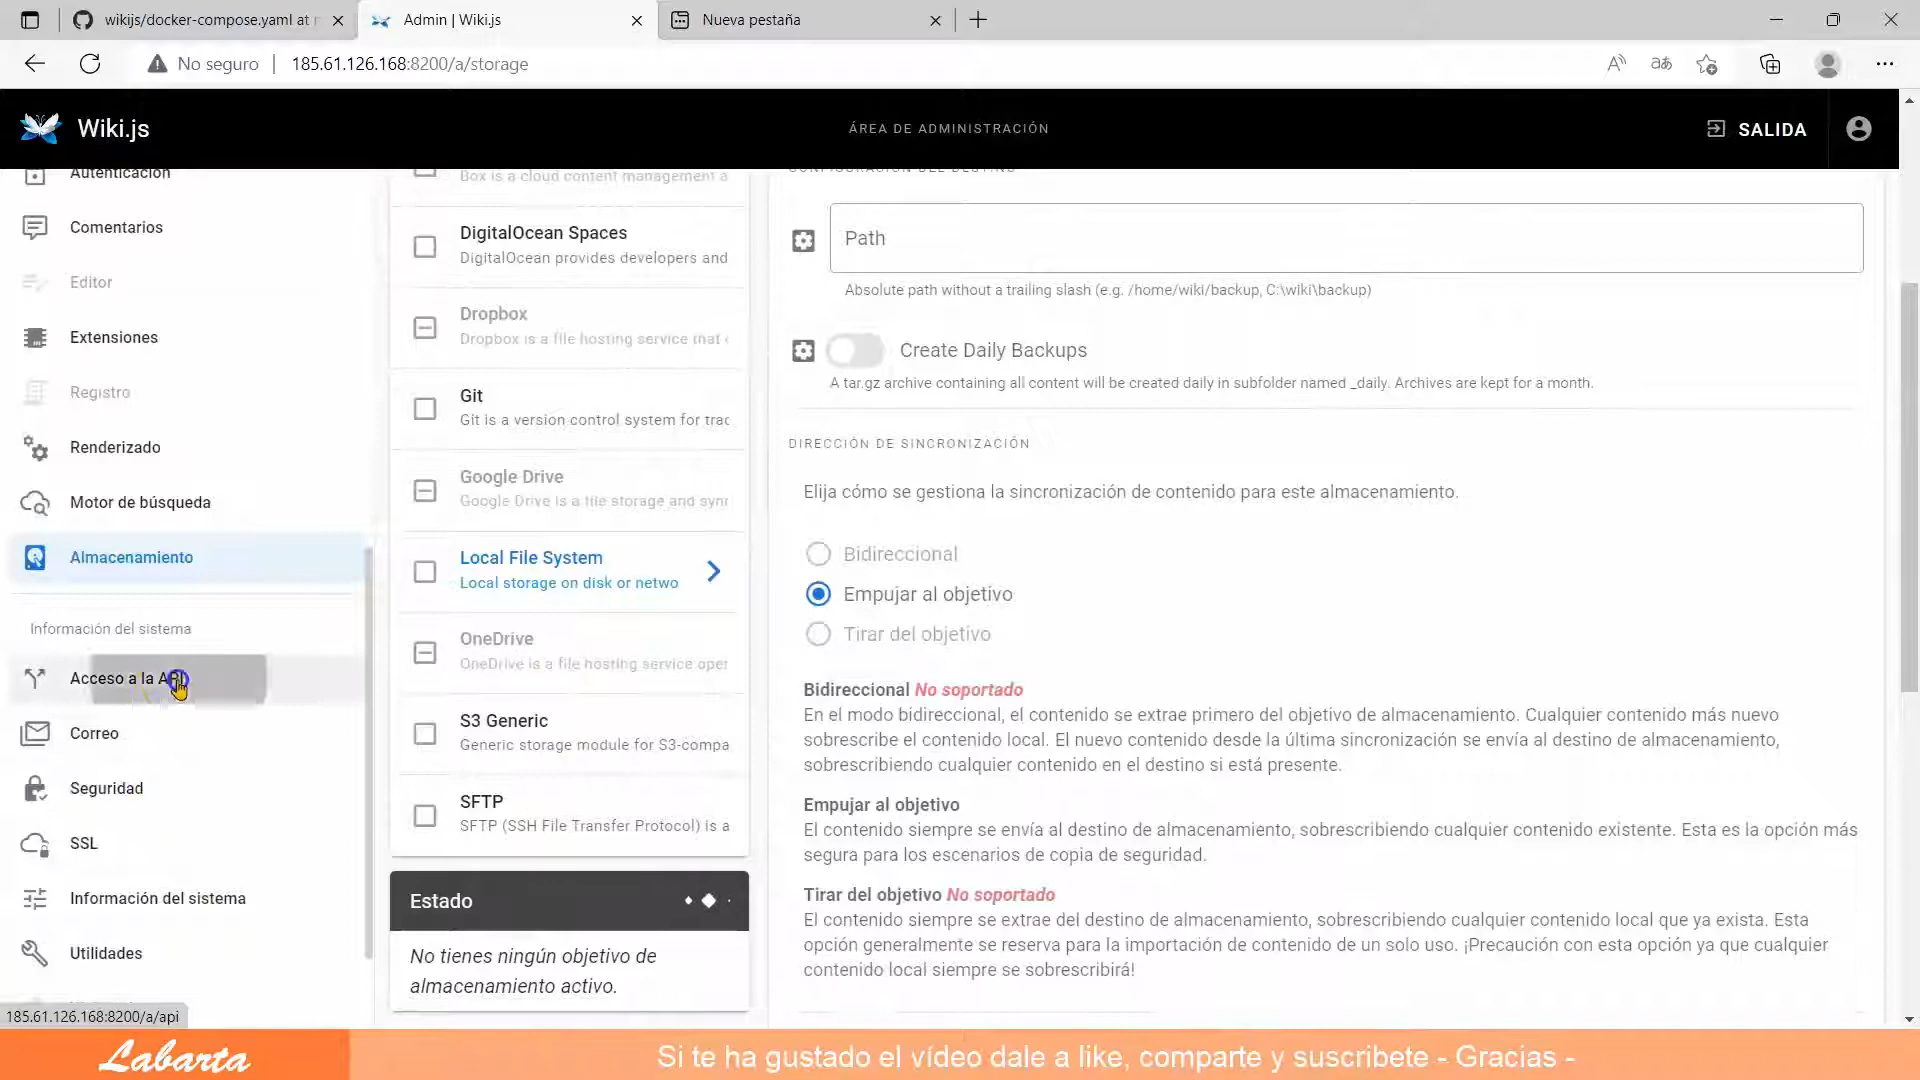 wikijs/docker-compose.yaml at
Admin | Wiki.js
Nueva pestaña
No seguro
185.61.126.168:8200/a/storage
Wiki.js
ÁREA DE ADMINISTRACIÓN
SALIDA
Autenticación
Comentarios
Editor
Extensiones
Registro
Renderizado
Motor de búsqueda
Almacenamiento
Información del sistema
Acceso a la API
Correo
Seguridad
SSL
Información del sistema
Utilidades
185.61.126.168:8200/a/api
Box is a cloud content management a
DigitalOcean Spaces
DigitalOcean provides developers and
Dropbox
Dropbox is a file hosting service that
Git
Git is a version control system for trac
Google Drive
Google Drive is a file storage and syn
Local File System
Local storage on disk or netwo
OneDrive
OneDrive is a file hosting service oper
S3 Generic
Generic storage module for S3-compa
SFTP
SFTP (SSH File Transfer Protocol) is a
Estado
No tienes ningún objetivo de
almacenamiento activo.
CONFIGURACIÓN DEL DESTINO
Path
Absolute path without a trailing slash (e.g. /home/wiki/backup, C:\wiki\backup)
Create Daily Backups
A tar.gz archive containing all content will be created daily in subfolder named _daily. Archives are kept for a month.
DIRECCIÓN DE SINCRONIZACIÓN
Elija cómo se gestiona la sincronización de contenido para este almacenamiento.
Bidireccional
Empujar al objetivo
Tirar del objetivo
Bidireccional No soportado
En el modo bidireccional, el contenido se extrae primero del objetivo de almacenamiento. Cualquier contenido más nuevo
sobrescribe el contenido local. El nuevo contenido desde la última sincronización se envía al destino de almacenamiento,
sobrescribiendo cualquier contenido en el destino si está presente.
Empujar al objetivo
El contenido siempre se envía al destino de almacenamiento, sobrescribiendo cualquier contenido existente. Esta es la opción más
segura para los escenarios de copia de seguridad.
Tirar del objetivo No soportado
El contenido siempre se extrae del destino de almacenamiento, sobrescribiendo cualquier contenido local que ya exista. Esta
opción generalmente se reserva para la importación de contenido de un solo uso. ¡Precaución con esta opción ya que cualquier
contenido local siempre se sobrescribirá!
Labarta
Si te ha gustado el vídeo dale a like, comparte y suscribete - Gracias -